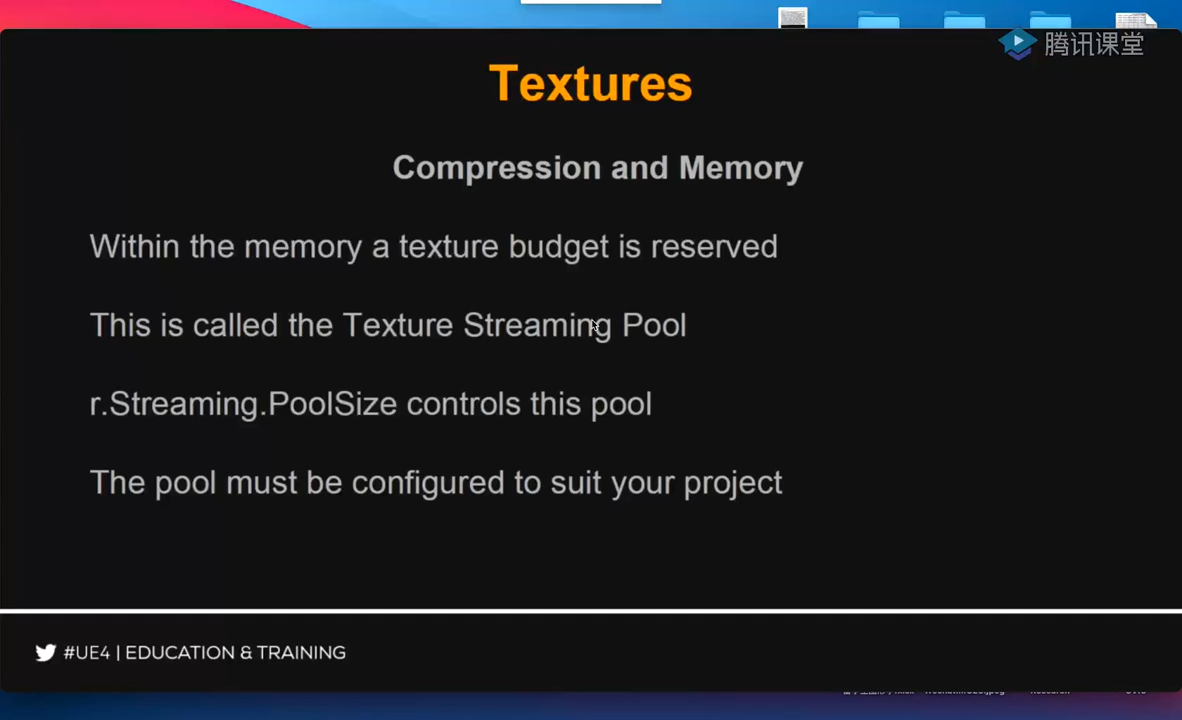 腾讯课堂
Textures
Compression and Memory
Within the memory a texture budget is reserved
This is called the Texture Streaming Pool
r.Streaming.PoolSize controls this pool
The pool must be configured to suit your project
#UE4 | EDUCATION & TRAINING